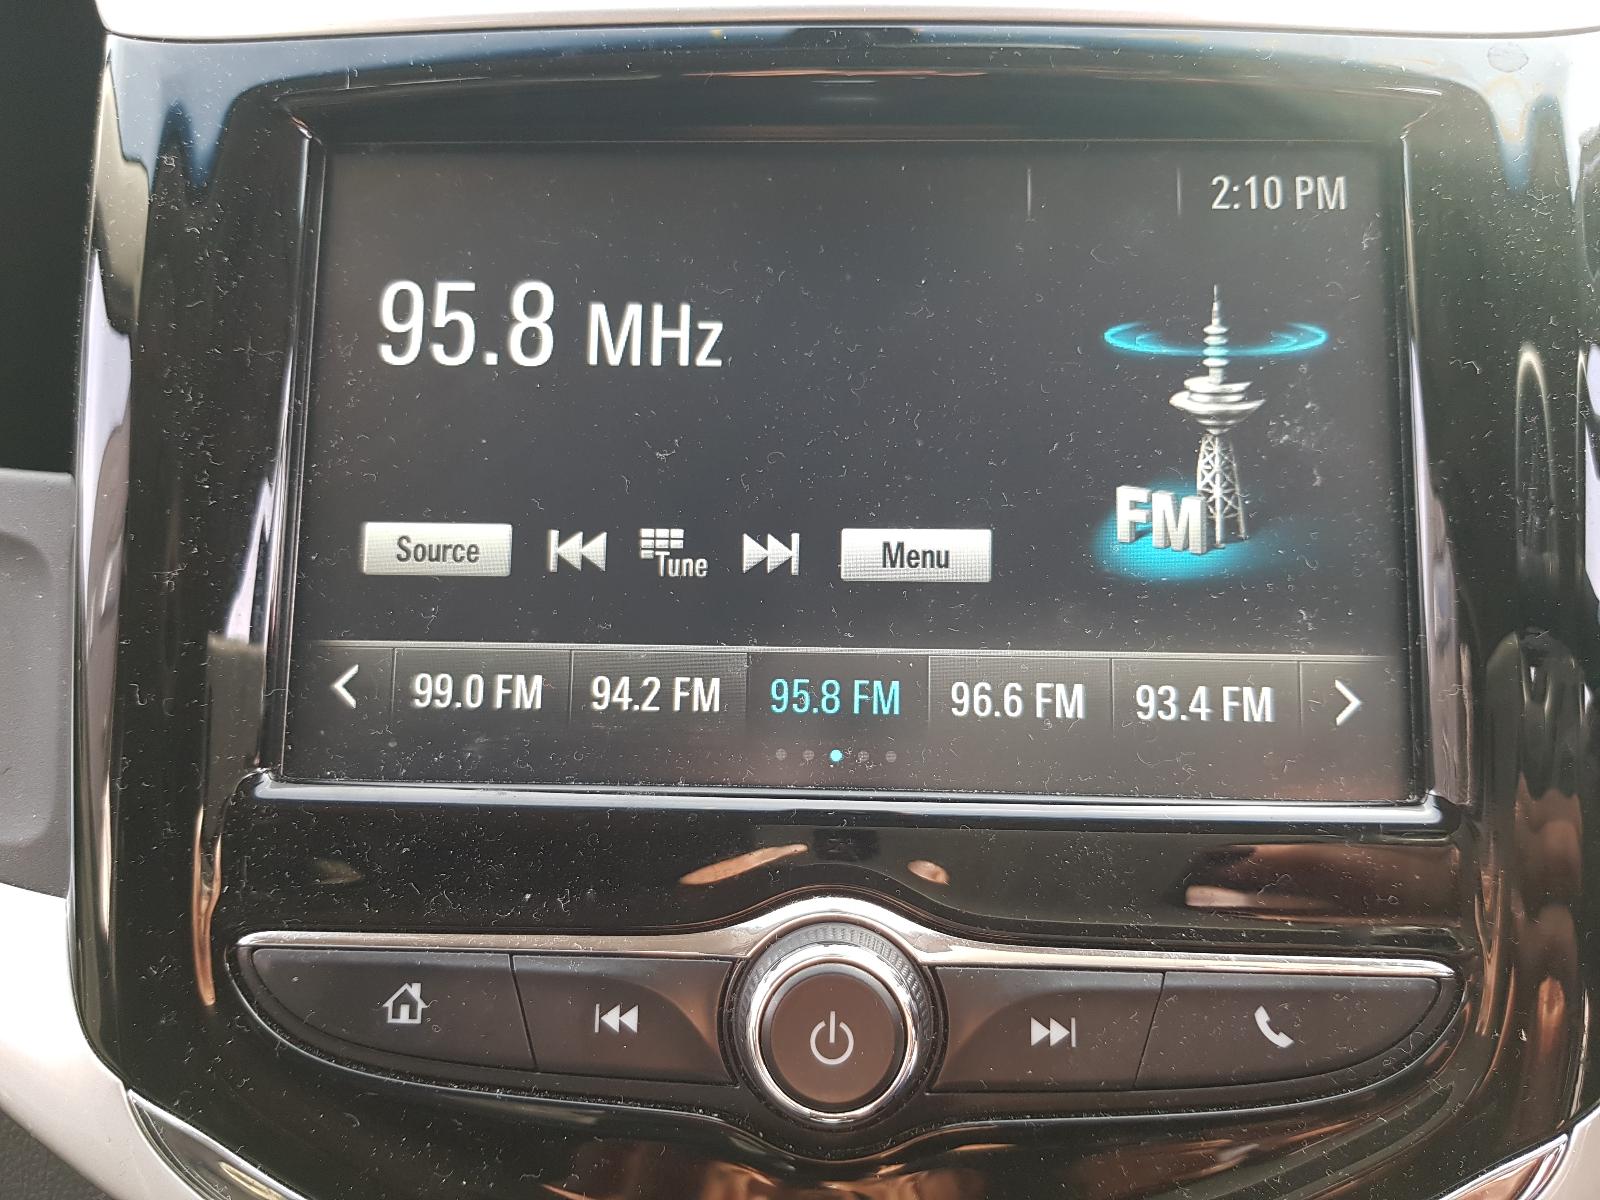 2:10 PM
95.8 MHz
FM
Source Tune Menu
99.0 FM 94.2 FM 95.8 FM 96.6 FM 93.4 FM